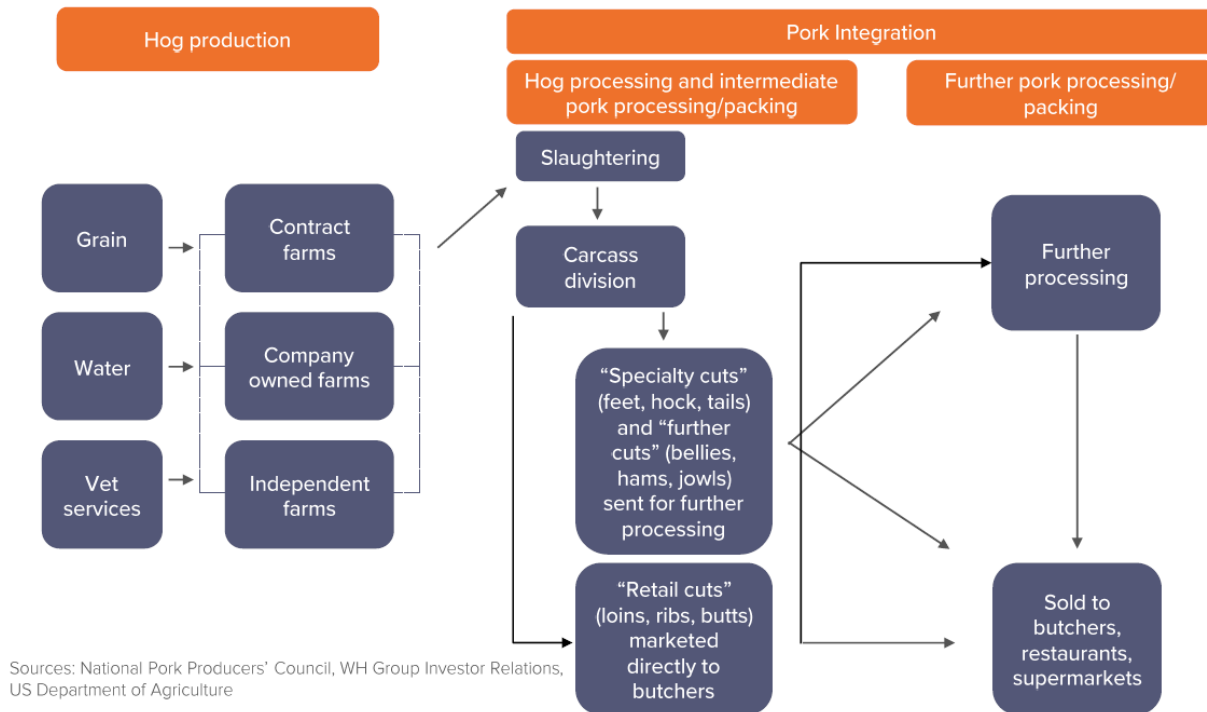 Hog production
Pork Integration
Hog processing and intermediate
pork processing/packing
Further pork processing/
packing
Slaughtering
Grain
Contract
farms
Carcass
division
Further
processing
Water
Company
owned farms
“Specialty cuts”
(feet, hock, tails)
and “further
cuts” (bellies,
hams, jowls)
sent for further
processing
Vet
services
Independent
farms
“Retail cuts”
(loins, ribs, butts)
marketed
directly to
butchers
Sold to
butchers,
restaurants,
supermarkets
Sources: National Pork Producers’ Council, WH Group Investor Relations,
US Department of Agriculture